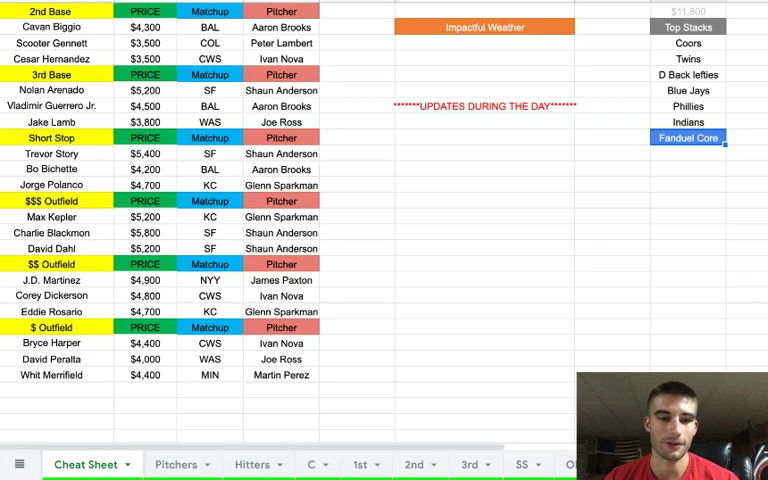 2nd Base PRICE Matchup Pitcher $11,800
Cavan Biggio $4,300 BAL Aaron Brooks Impactful Weather Top Stacks
Scooter Gennett $3,500 COL Peter Lambert Coors
Cesar Hernandez $3,500 CWS Ivan Nova Twins
3rd Base PRICE Matchup Pitcher D Back lefties
Nolan Arenado $5,200 SF Shaun Anderson Blue Jays
Vladimir Guerrero Jr. $4,500 BAL Aaron Brooks *******UPDATES DURING THE DAY******* Phillies
Jake Lamb $3,800 WAS Joe Ross Indians
Short Stop PRICE Matchup Pitcher Fanduel Core
Trevor Story $5,400 SF Shaun Anderson
Bo Bichette $4,200 BAL Aaron Brooks
Jorge Polanco $4,700 KC Glenn Sparkman
$$$ Outfield PRICE Matchup Pitcher
Max Kepler $5,200 KC Glenn Sparkman
Charlie Blackmon $5,800 SF Shaun Anderson
David Dahl $5,200 SF Shaun Anderson
$$ Outfield PRICE Matchup Pitcher
J.D. Martinez $4,900 NYY James Paxton
Corey Dickerson $4,800 CWS Ivan Nova
Eddie Rosario $4,700 KC Glenn Sparkman
$ Outfield PRICE Matchup Pitcher
Bryce Harper $4,400 CWS Ivan Nova
David Peralta $4,000 WAS Joe Ross
Whit Merrifield $4,400 MIN Martin Perez
Cheat Sheet Pitchers Hitters C 1st 2nd 3rd SS